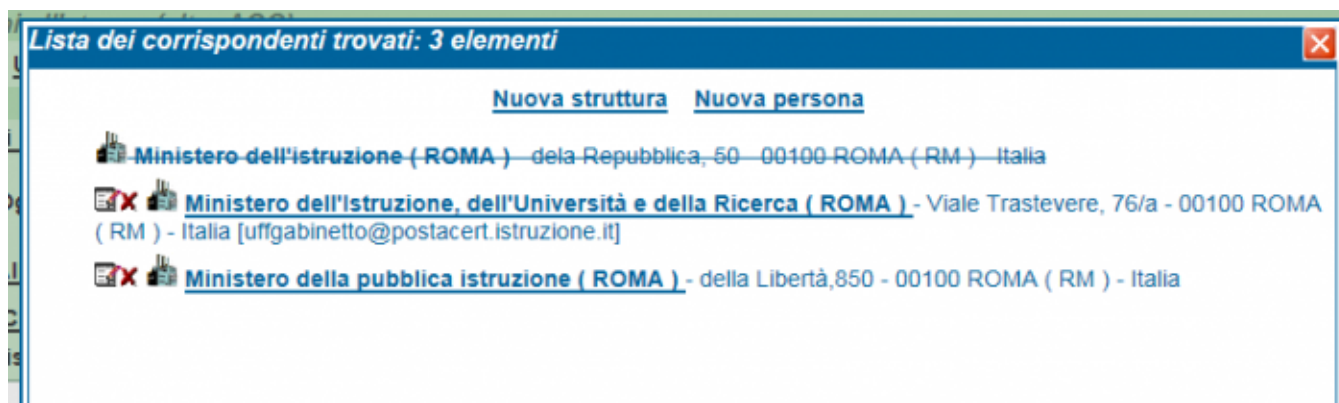 Lista dei corrispondenti trovati: 3 elementi
Nuova struttura Nuova persona
Ministero dell'istruzione ( ROMA ) - dela Repubblica, 50 - 00100 ROMA ( RM ) - Italia
Ministero dell'Istruzione, dell'Università e della Ricerca ( ROMA ) - Viale Trastevere, 76/a - 00100 ROMA
( RM ) - Italia [uffgabinetto@postacert.istruzione.it]
Ministero della pubblica istruzione ( ROMA ) - della Libertà,850 - 00100 ROMA ( RM ) - Italia